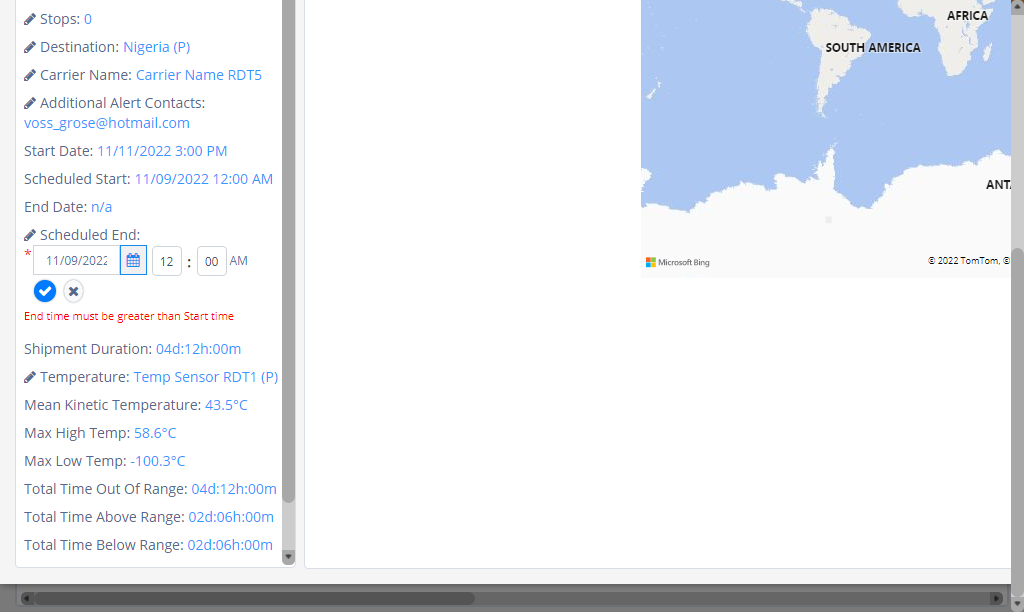 Stops: 0
Destination: Nigeria (P)
Carrier Name: Carrier Name RDT5
Additional Alert Contacts:
voss_grose@hotmail.com
Start Date: 11/11/2022 3:00 PM
Scheduled Start: 11/09/2022 12:00 AM
End Date: n/a
Scheduled End:
* 11/09/2022 12 : 00 AM
End time must be greater than Start time
Shipment Duration: 04d:12h:00m
Temperature: Temp Sensor RDT1 (P)
Mean Kinetic Temperature: 43.5°C
Max High Temp: 58.6°C
Max Low Temp: -100.3°C
Total Time Out Of Range: 04d:12h:00m
Total Time Above Range: 02d:06h:00m
Total Time Below Range: 02d:06h:00m
AFRICA
SOUTH AMERICA
ANT
Microsoft Bing
© 2022 TomTom, ©